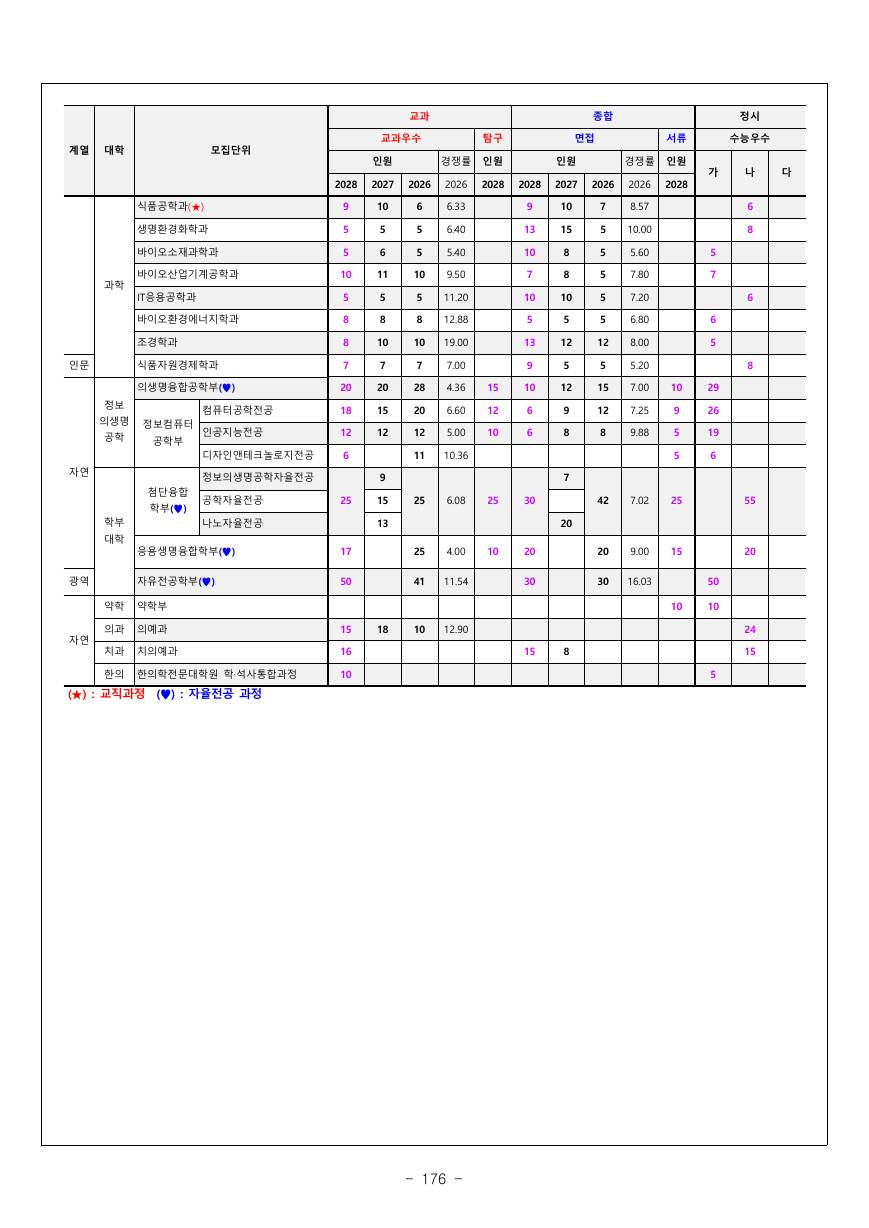 계열 대학 모집단위 교과 종합 정시
교과우수 탐구 면접 서류 수능우수
인원 경쟁률 인원 인원 경쟁률 인원 가 나 다
2028 2027 2026 2026 2028 2028 2027 2026 2026 2028
과학 식품공학과(★) 9 10 6 6.33 9 10 7 8.57 6
생명환경화학과 5 5 5 6.40 13 15 5 10.00 8
바이오소재과학과 5 6 5 5.40 10 8 5 5.60 5
바이오산업기계공학과 10 11 10 9.50 7 8 5 7.80 7
IT응용공학과 5 5 5 11.20 10 10 5 7.20 6
바이오환경에너지학과 8 8 8 12.88 5 5 5 6.80 6
조경학과 8 10 10 19.00 13 12 12 8.00 5
인문 식품자원경제학과 7 7 7 7.00 9 5 5 5.20 8
자연 정보의생명공학 의생명융합공학부(♥) 20 20 28 4.36 15 10 12 15 7.00 10 29
정보컴퓨터공학부 컴퓨터공학전공 18 15 20 6.60 12 6 9 12 7.25 9 26
인공지능전공 12 12 12 5.00 10 6 8 8 9.88 5 19
디자인앤테크놀로지전공 6 11 10.36 5 6
학부대학 첨단융합학부(♥) 정보의생명공학자율전공 9 7
공학자율전공 25 15 25 6.08 25 30 42 7.02 25 55
나노자율전공 13 20
응용생명융합학부(♥) 17 25 4.00 10 20 20 9.00 15 20
광역 자유전공학부(♥) 50 41 11.54 30 30 16.03 50
자연 약학 약학부 10 10
의과 의예과 15 18 10 12.90 24
치과 치의예과 16 15 8 15
한의 한의학전문대학원 학·석사통합과정 10 5
(★) : 교직과정 (♥) : 자율전공 과정
- 176 -